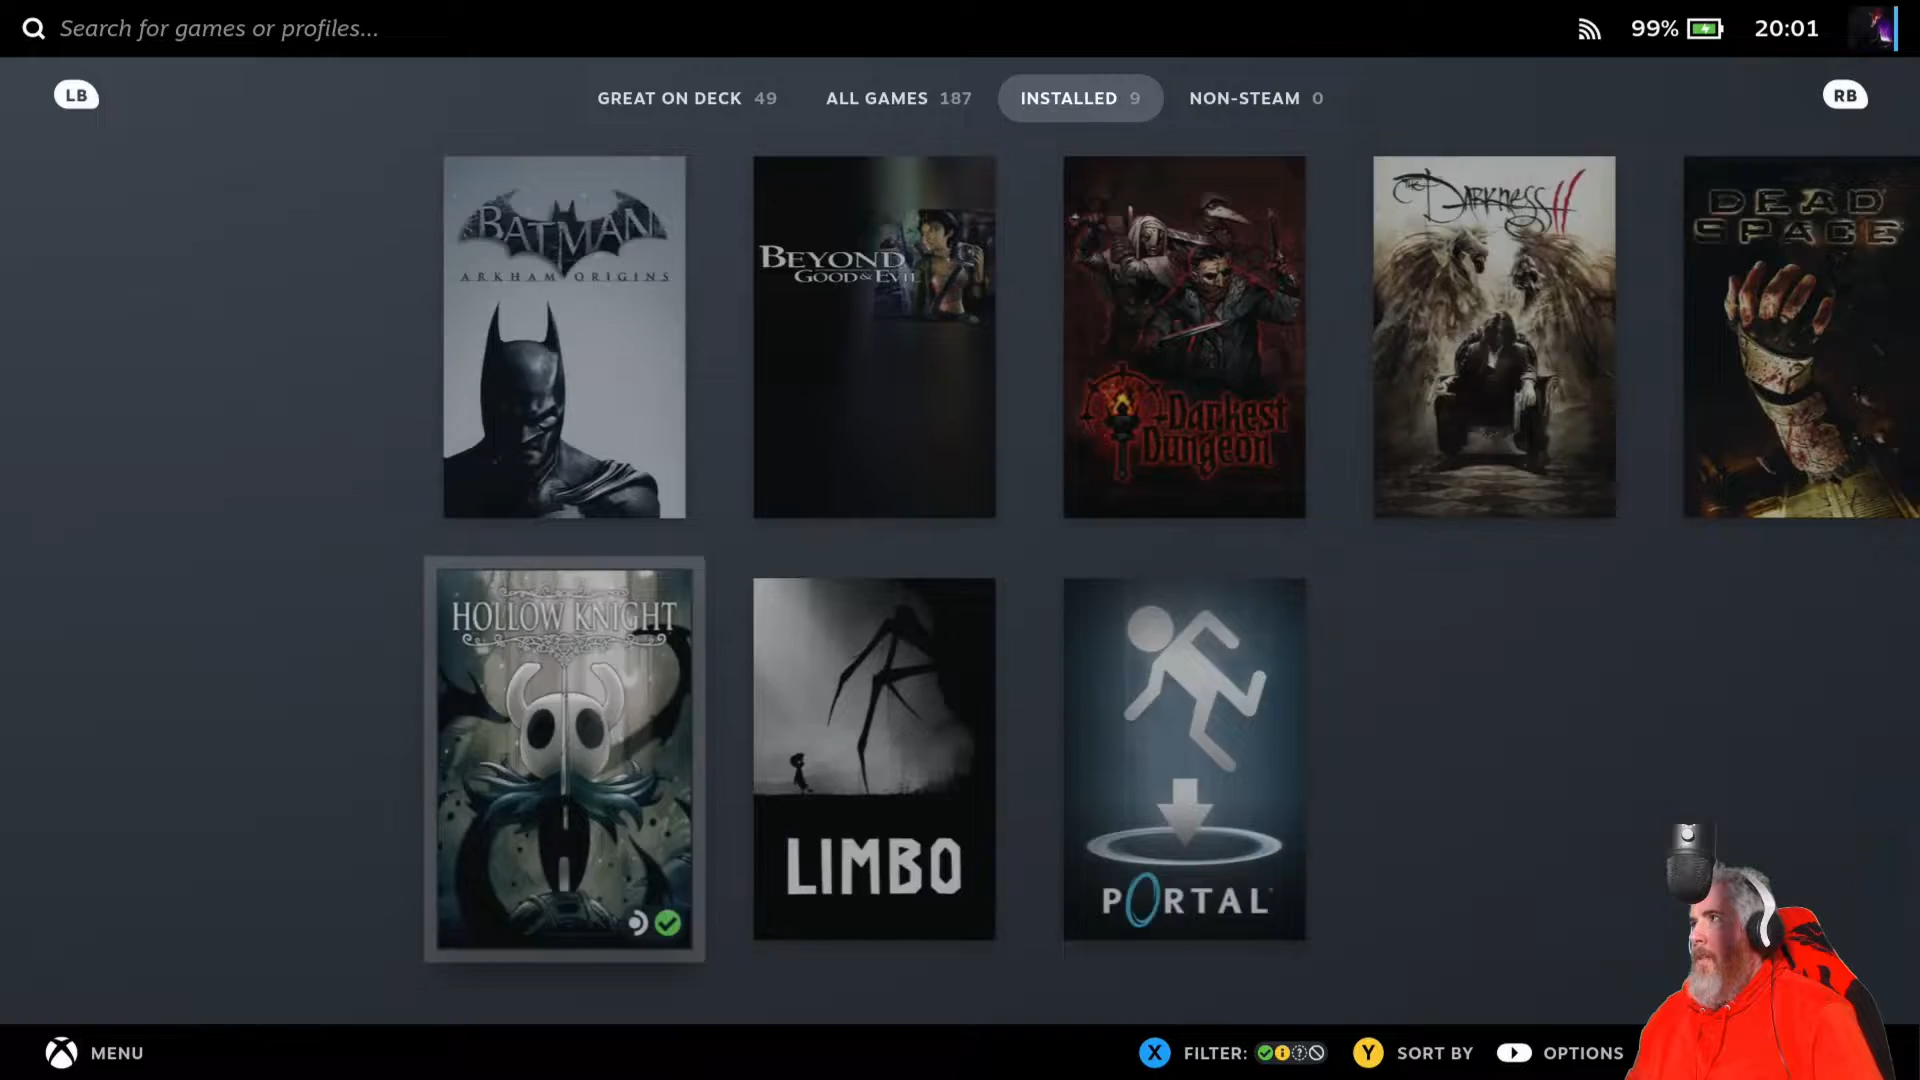 Search for games or profiles...
99%
20:01
LB
GREAT ON DECK 49
ALL GAMES 187
INSTALLED 9
NON-STEAM 0
RB
BATMAN
ARKHAM ORIGINS
BEYOND
GOOD & EVIL
Darkest
Dungeon
THE DARKNESS II
DEAD
SPACE
HOLLOW KNIGHT
LIMBO
PORTAL
MENU
X FILTER:
Y SORT BY
OPTIONS